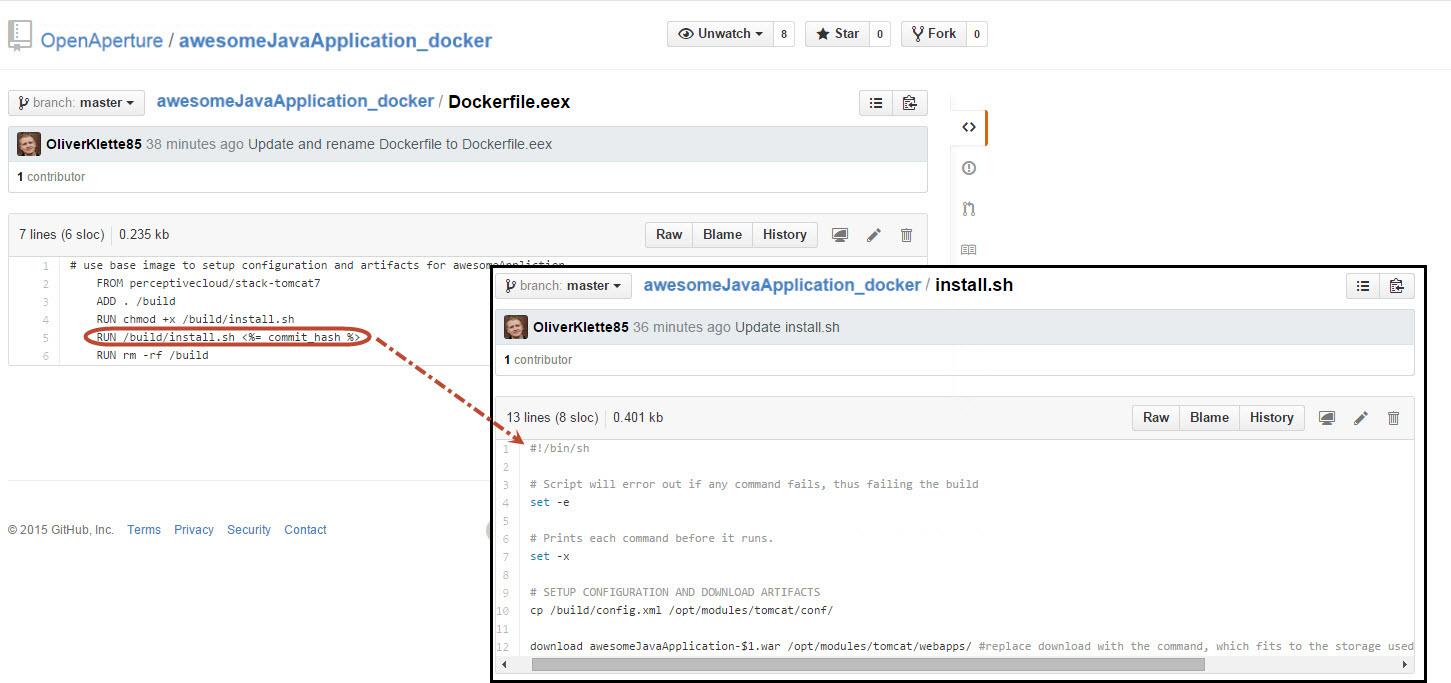 OpenAperture / awesomeJavaApplication_docker
Unwatch 8 Star 0 Fork 0
branch: master awesomeJavaApplication_docker / Dockerfile.eex
OliverKlette85 38 minutes ago Update and rename Dockerfile to Dockerfile.eex
1 contributor
7 lines (6 sloc) 0.235 kb Raw Blame History
1 # use base image to setup configuration and artifacts for awesomeAppliction
2 FROM perceptivecloud/stack-tomcat7
3 ADD . /build
4 RUN chmod +x /build/install.sh
5 RUN /build/install.sh <%= commit_hash %>
6 RUN rm -rf /build
© 2015 GitHub, Inc. Terms Privacy Security Contact
branch: master awesomeJavaApplication_docker / install.sh
OliverKlette85 36 minutes ago Update install.sh
1 contributor
13 lines (8 sloc) 0.401 kb Raw Blame History
1 #!/bin/sh
2
3 # Script will error out if any command fails, thus failing the build
4 set -e
5
6 # Prints each command before it runs.
7 set -x
8
9 # SETUP CONFIGURATION AND DOWNLOAD ARTIFACTS
10 cp /build/config.xml /opt/modules/tomcat/conf/
11
12 download awesomeJavaApplication-$1.war /opt/modules/tomcat/webapps/ #replace download with the command, which fits to the storage used